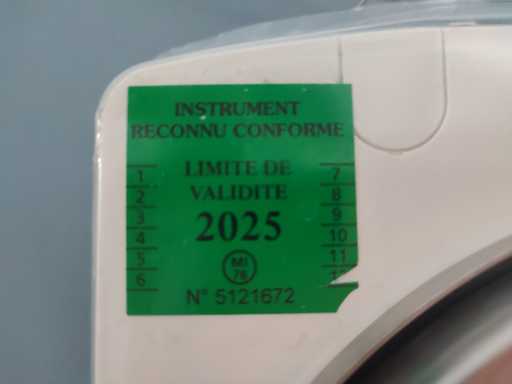 INSTRUMENT
RECONNU CONFORME
LIMITE DE
VALIDITE
2025
1
2
3
4
5
6
7
8
9
10
11
MI
76
N° 5121672